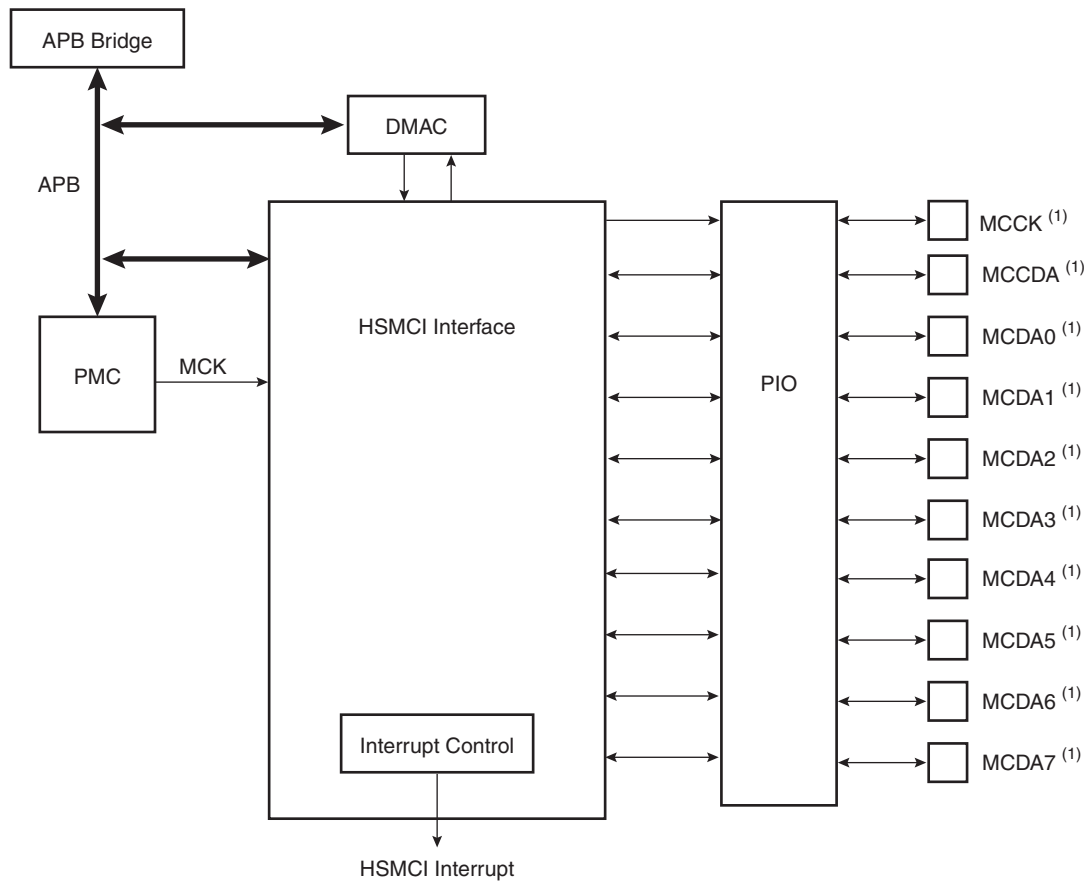 APB Bridge
DMAC
APB
MCCK (1)
MCCDA (1)
HSMCI Interface
MCDA0 (1)
PMC
MCK
PIO
MCDA1 (1)
MCDA2 (1)
MCDA3 (1)
MCDA4 (1)
MCDA5 (1)
MCDA6 (1)
Interrupt Control
MCDA7 (1)
HSMCI Interrupt